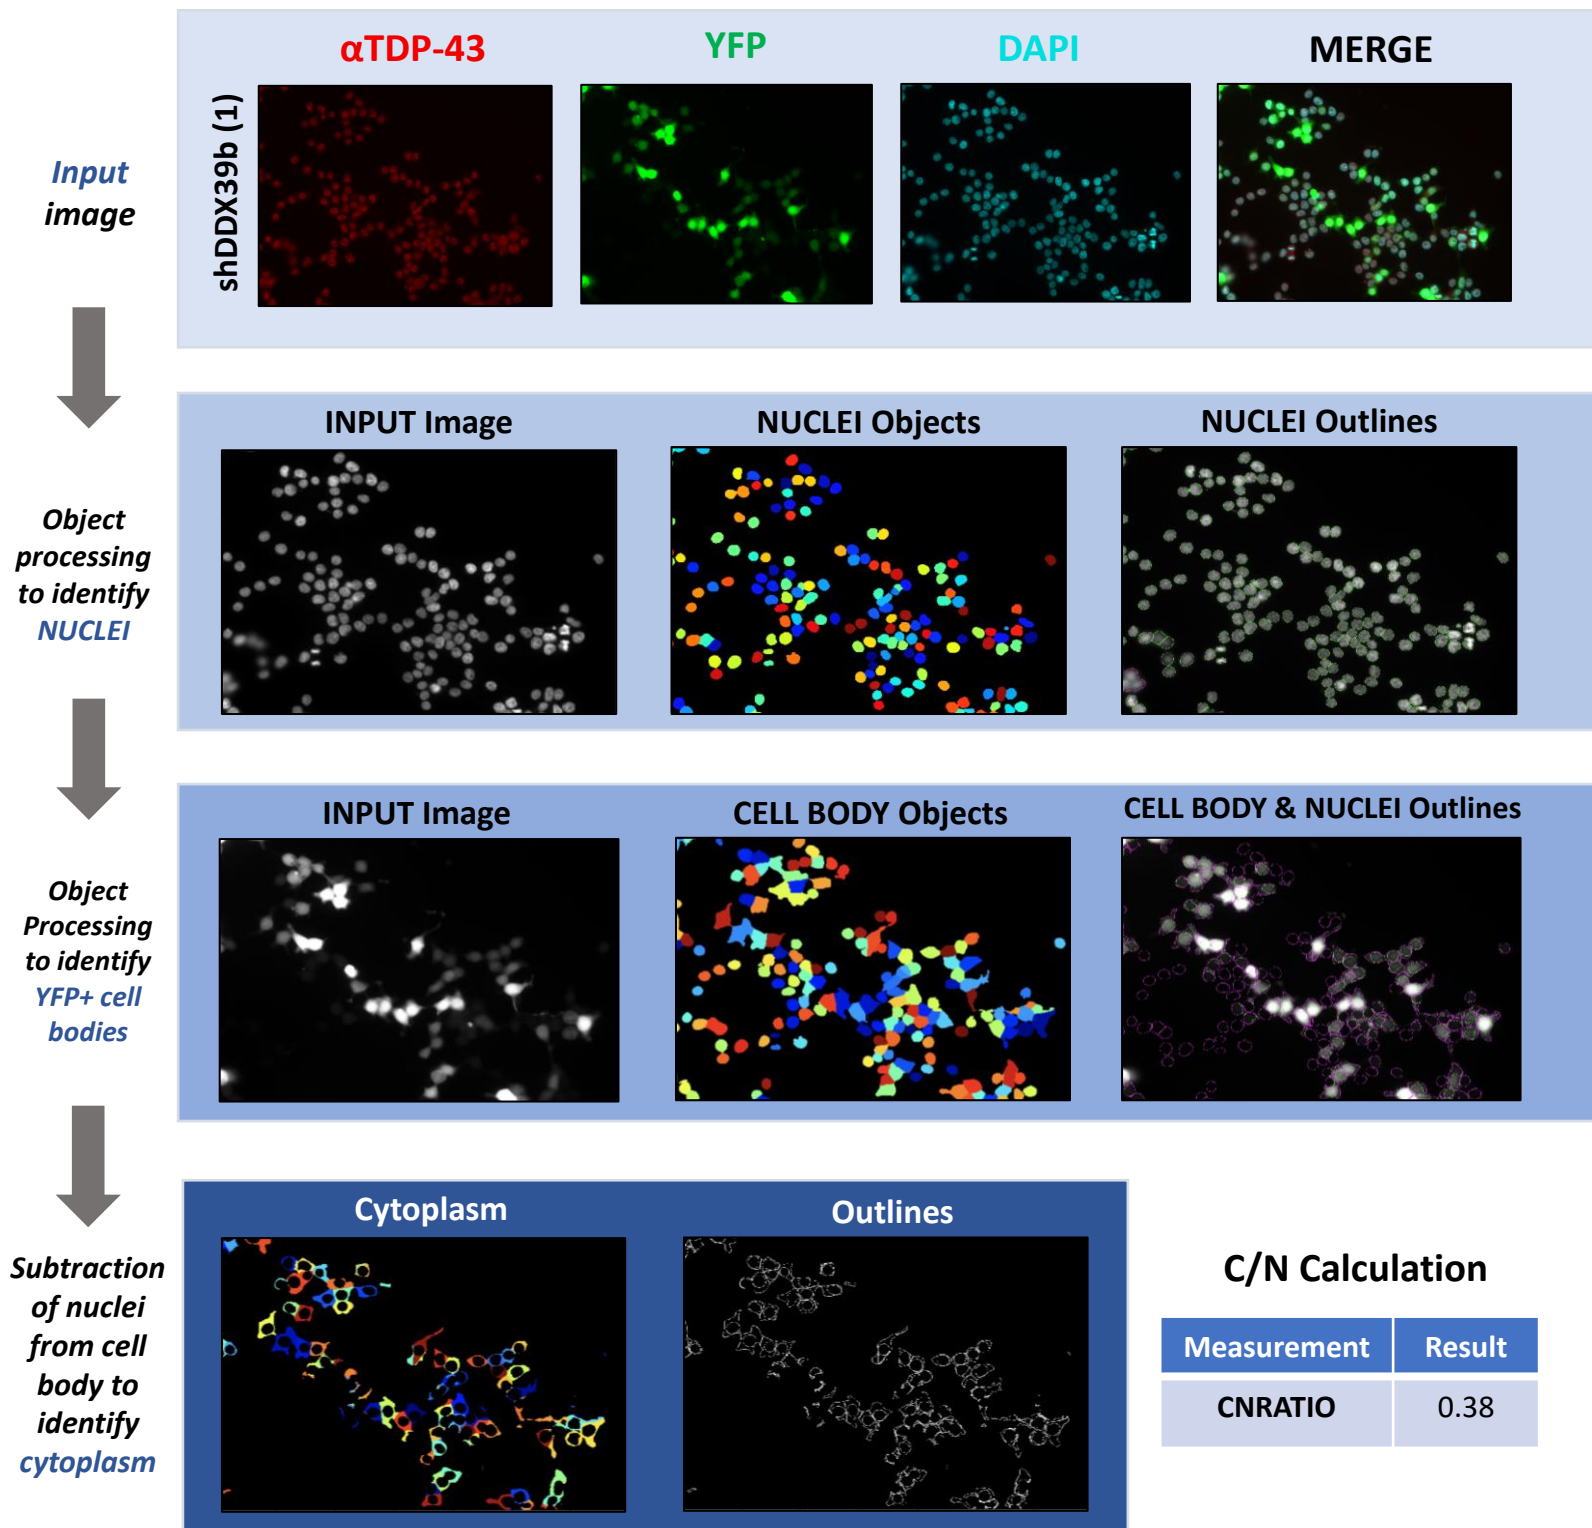 αTDP-43
YFP
DAPI
MERGE
shDDX39b (1)
Input
image
INPUT Image
NUCLEI Objects
NUCLEI Outlines
Object
processing
to identify
NUCLEI
INPUT Image
CELL BODY Objects
CELL BODY & NUCLEI Outlines
Object
Processing
to identify
YFP+ cell
bodies
Cytoplasm
Outlines
Subtraction
of nuclei
from cell
body to
identify
cytoplasm
C/N Calculation
Measurement Result
CNRATIO 0.38